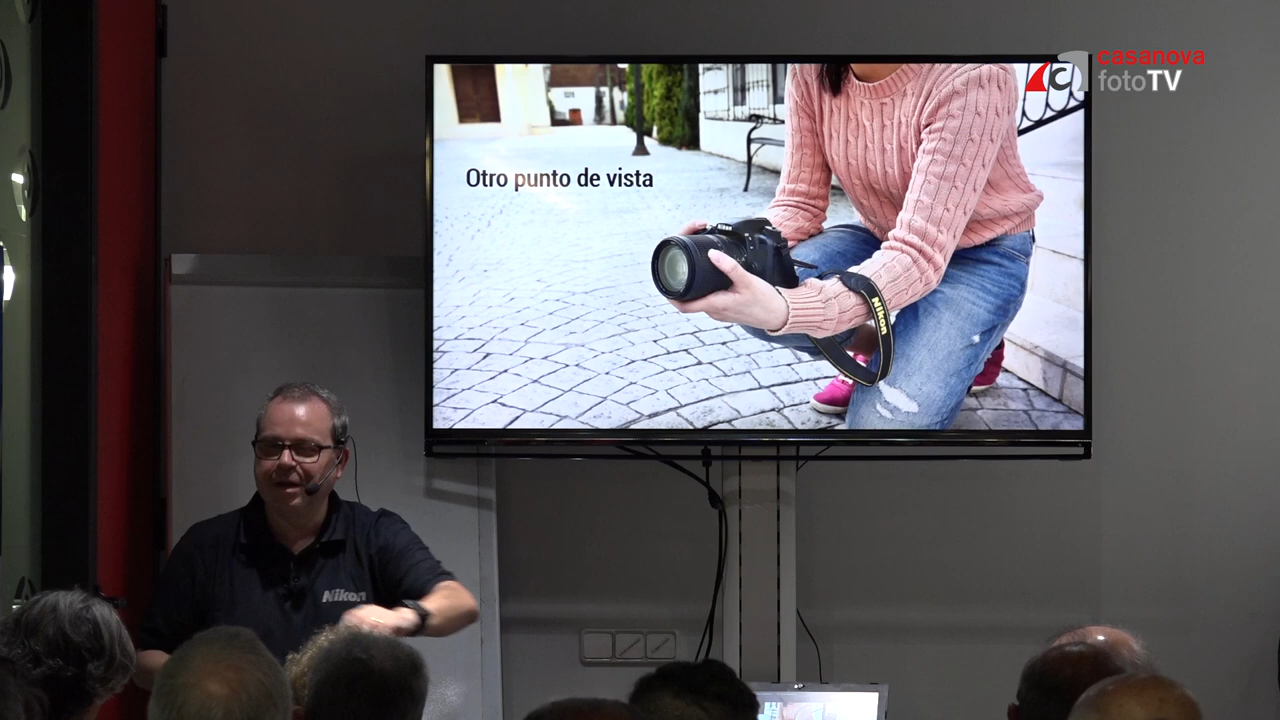 casanova
fotoTV
Otro punto de vista
Nikon
Nikon
Nikon